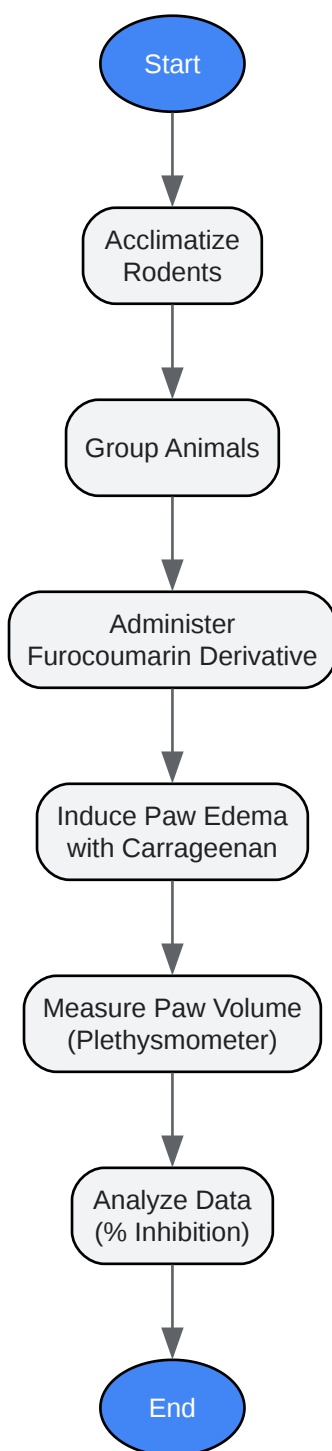 Start
Acclimatize
Rodents
Group Animals
Administer
Furocoumarin Derivative
Induce Paw Edema
with Carrageenan
Measure Paw Volume
(Plethysmometer)
Analyze Data
(% Inhibition)
End